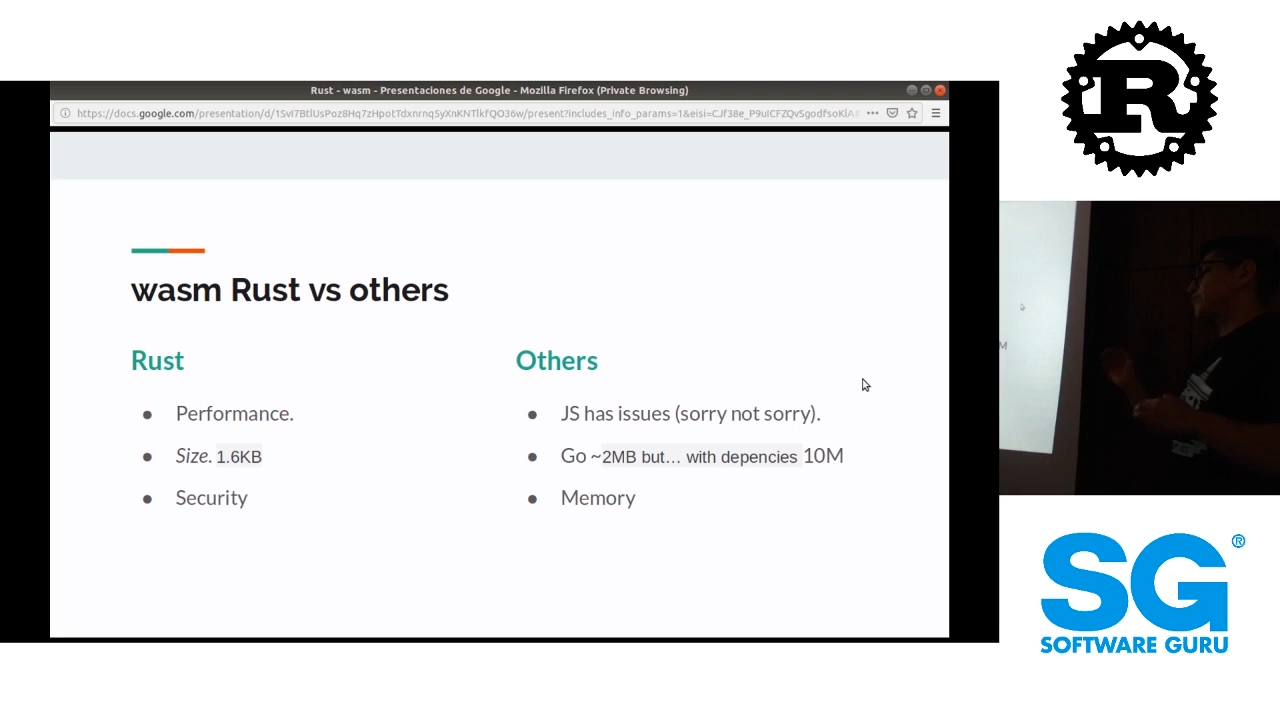 Rust - wasm - Presentaciones de Google - Mozilla Firefox (Private Browsing)
wasm Rust vs others
Rust
Performance.
Size. 1.6KB
Security
Others
JS has issues (sorry not sorry).
Go ~2MB but... with depencies 10M
Memory
R
M
SG®
SOFTWARE GURU